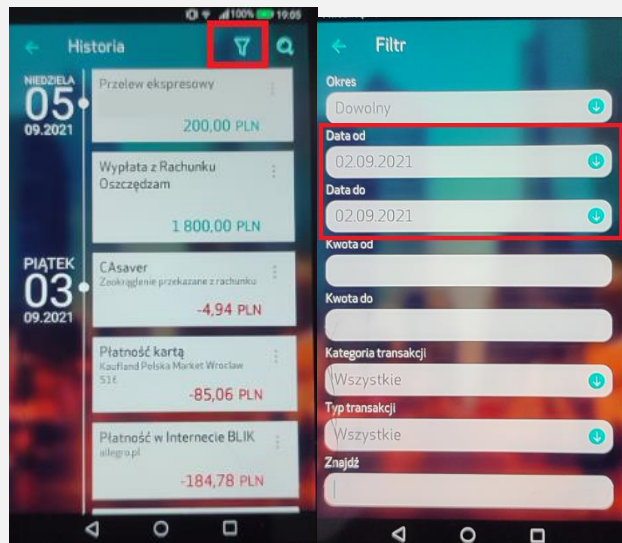 100% 19:05
Historia
NIEDZIELA
05
09.2021
Przelew ekspresowy
200,00 PLN
Wypłata z Rachunku
Oszczędzam
1 800,00 PLN
PIĄTEK
03
09.2021
CAsaver
Zaokrąglenie przekazane z rachunku
-4,94 PLN
Płatność kartą
Kaufland Polska Market Wroclaw
516
-85,06 PLN
Płatność w Internecie BLIK
allegro.pl
-184,78 PLN
Filtr
Okres
Dowolny
Data od
02.09.2021
Data do
02.09.2021
Kwota od
Kwota do
Kategoria transakcji
Wszystkie
Typ transakcji
Wszystkie
Znajdź